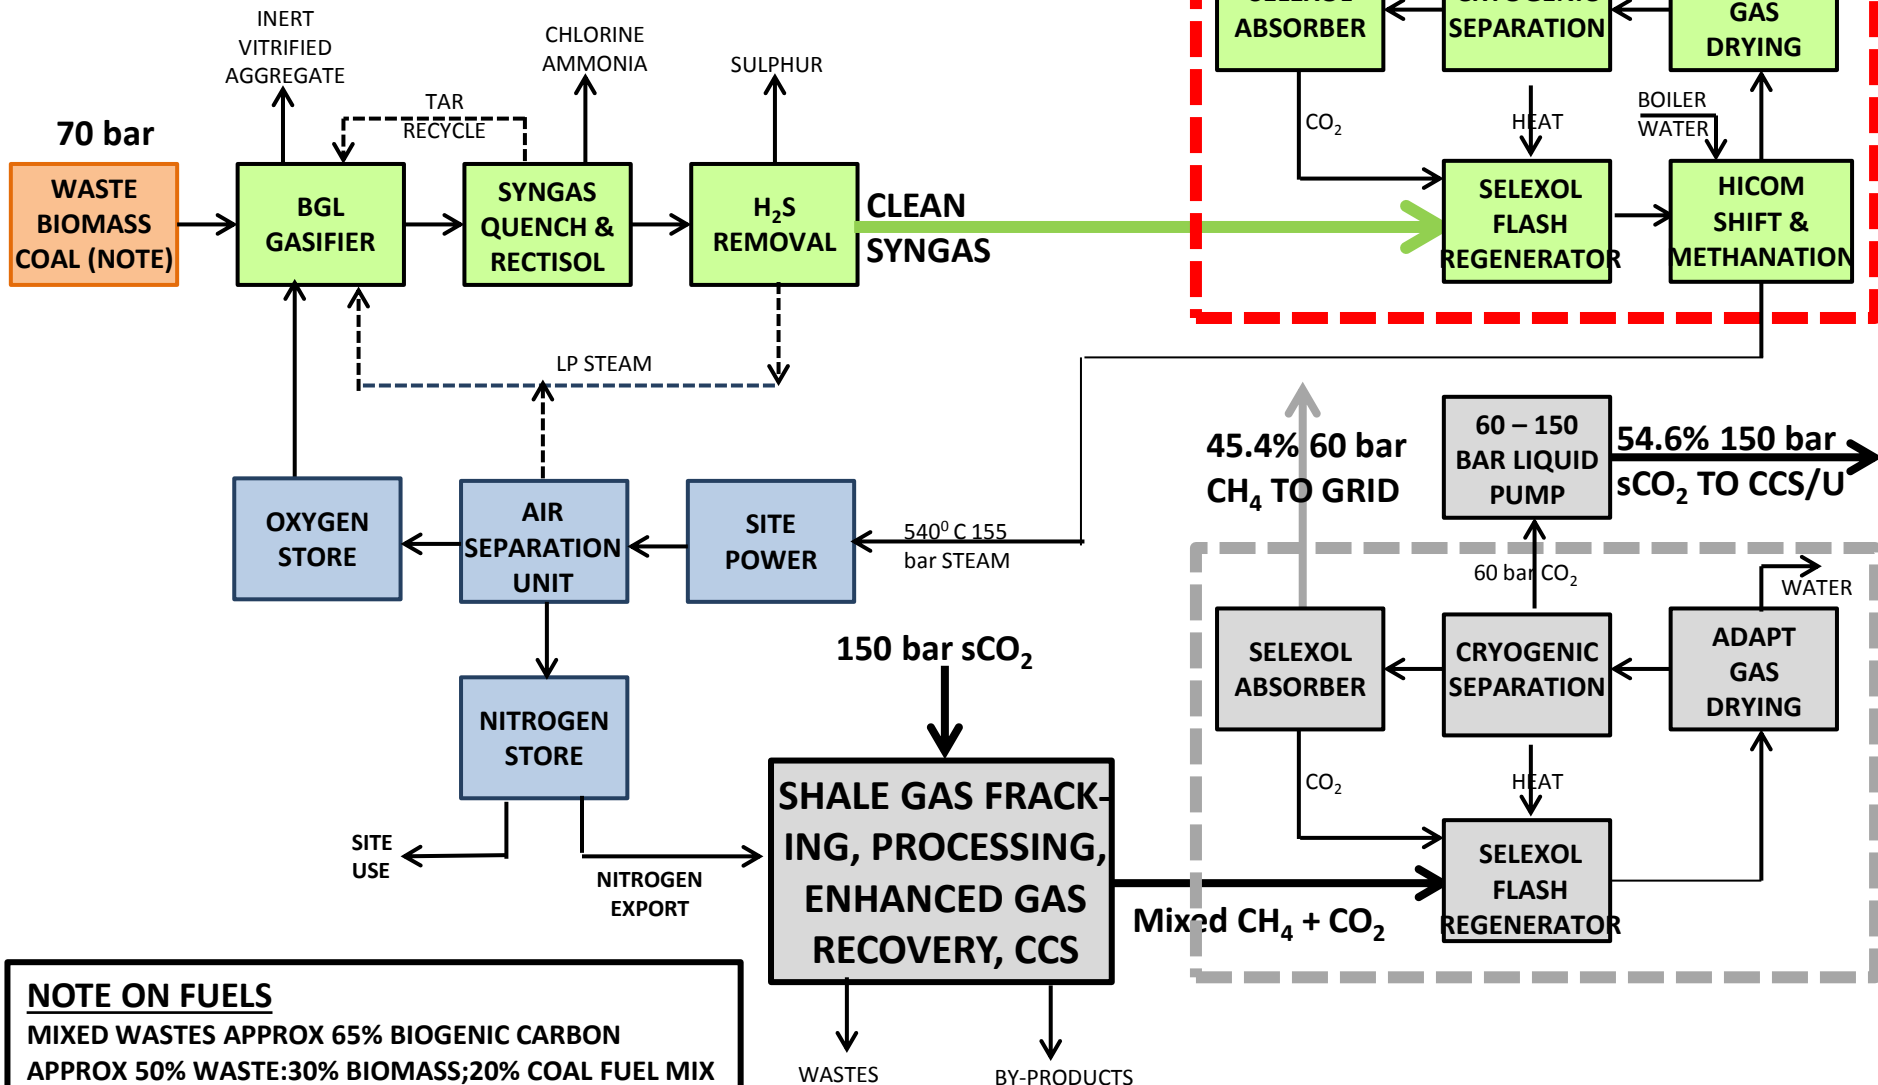 INERT
VITRIFIED
AGGREGATE
CHLORINE
AMMONIA
SULPHUR
TAR
RECYCLE
70 bar
WASTE
BIOMASS
COAL (NOTE)
BGL
GASIFIER
SYNGAS
QUENCH &
RECTISOL
H₂S
REMOVAL
CLEAN
SYNGAS
ABSORBER
SEPARATION
GAS
DRYING
CO₂
HEAT
BOILER
WATER
SELEXOL
FLASH
REGENERATOR
HICOM
SHIFT &
METHANATION
LP STEAM
OXYGEN
STORE
AIR
SEPARATION
UNIT
SITE
POWER
540⁰ C 155
bar STEAM
45.4% 60 bar
CH₄ TO GRID
60 – 150
BAR LIQUID
PUMP
54.6% 150 bar
sCO₂ TO CCS/U
60 bar CO₂
WATER
SELEXOL
ABSORBER
CRYOGENIC
SEPARATION
ADAPT
GAS
DRYING
CO₂
HEAT
SELEXOL
FLASH
REGENERATOR
NITROGEN
STORE
SITE
USE
NITROGEN
EXPORT
150 bar sCO₂
SHALE GAS FRACK-
ING, PROCESSING,
ENHANCED GAS
RECOVERY, CCS
Mixed CH₄ + CO₂
WASTES
BY-PRODUCTS
NOTE ON FUELS
MIXED WASTES APPROX 65% BIOGENIC CARBON
APPROX 50% WASTE:30% BIOMASS;20% COAL FUEL MIX